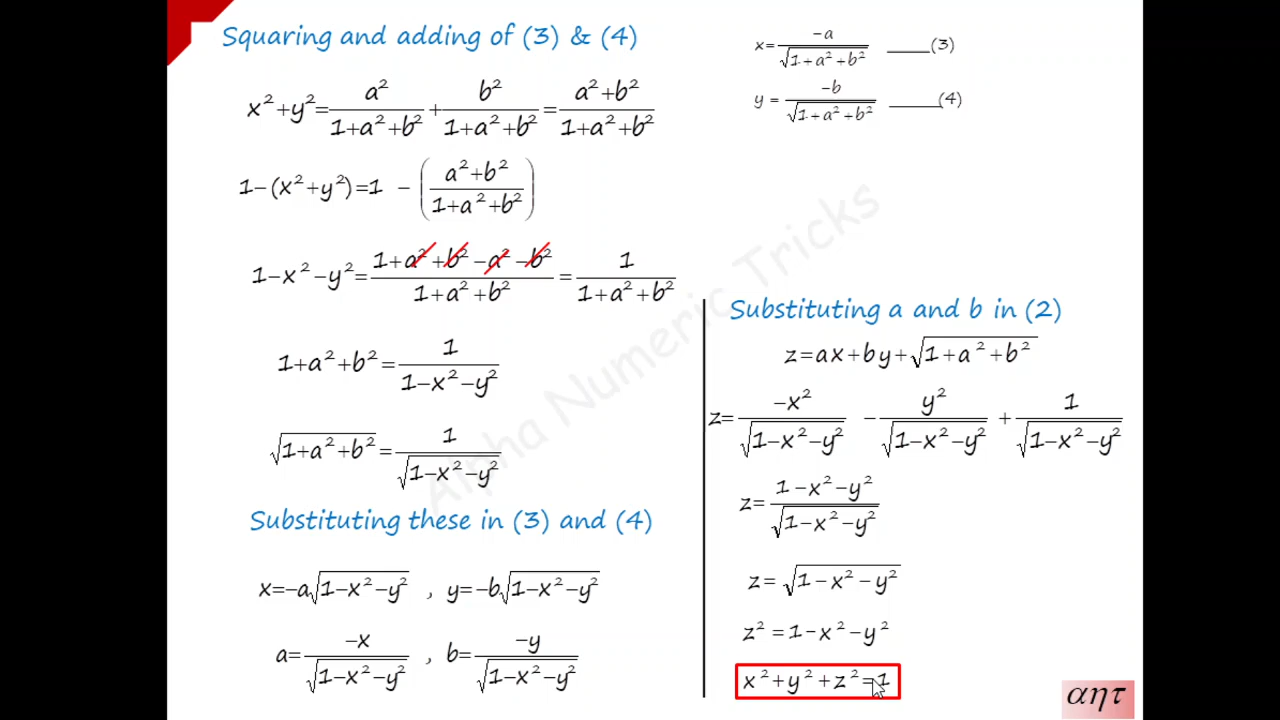 Squaring and adding of (3) & (4)
x²+y²= a²/(1+a²+b²) + b²/(1+a²+b²) = (a²+b²)/(1+a²+b²)
1-(x²+y²)=1 - ((a²+b²)/(1+a²+b²))
1-x²-y²= (1+a²+b²-a²-b²)/(1+a²+b²) = 1/(1+a²+b²)
1+a²+b²= 1/(1-x²-y²)
√(1+a²+b²)= 1/√(1-x²-y²)
Substituting these in (3) and (4)
x=-a√(1-x²-y²) , y=-b√(1-x²-y²)
a= -x/√(1-x²-y²) , b= -y/√(1-x²-y²)
x= -a/√(1+a²+b²) ____(3)
y = -b/√(1+a²+b²) ____(4)
Substituting a and b in (2)
z=ax+by+√(1+a²+b²)
z= -x²/√(1-x²-y²) - y²/√(1-x²-y²) + 1/√(1-x²-y²)
z= (1-x²-y²)/√(1-x²-y²)
z= √(1-x²-y²)
z² =1-x²-y²
x²+y²+z²=1
Alpha Numeric Tricks
αητ